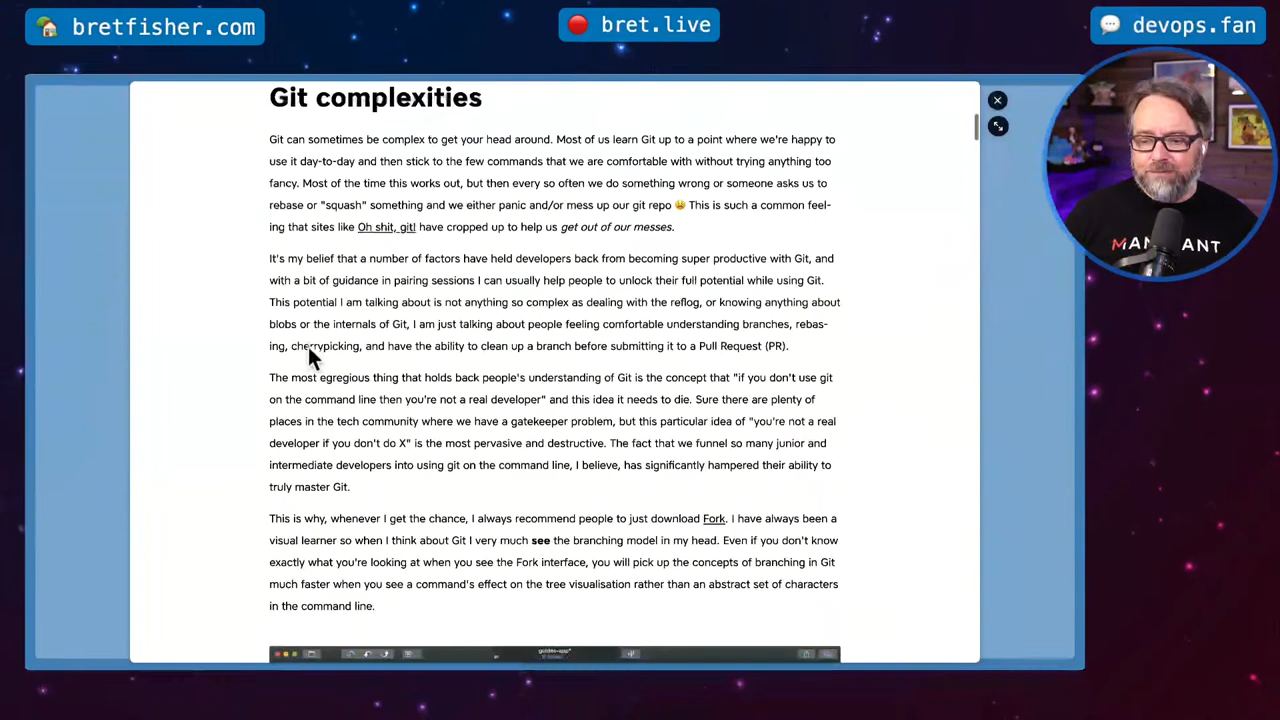 bretfisher.com
bret.live
devops.fan
Git complexities
Git can sometimes be complex to get your head around. Most of us learn Git up to a point where we're happy to
use it day-to-day and then stick to the few commands that we are comfortable with without trying anything too
fancy. Most of the time this works out, but then every so often we do something wrong or someone asks us to
rebase or "squash" something and we either panic and/or mess up our git repo 😫 This is such a common feel-
ing that sites like Oh shit, git! have cropped up to help us get out of our messes.
It's my belief that a number of factors have held developers back from becoming super productive with Git, and
with a bit of guidance in pairing sessions I can usually help people to unlock their full potential while using Git.
This potential I am talking about is not anything so complex as dealing with the reflog, or knowing anything about
blobs or the internals of Git, I am just talking about people feeling comfortable understanding branches, rebas-
ing, cherrypicking, and have the ability to clean up a branch before submitting it to a Pull Request (PR).
The most egregious thing that holds back people's understanding of Git is the concept that "if you don't use git
on the command line then you're not a real developer" and this idea it needs to die. Sure there are plenty of
places in the tech community where we have a gatekeeper problem, but this particular idea of "you're not a real
developer if you don't do X" is the most pervasive and destructive. The fact that we funnel so many junior and
intermediate developers into using git on the command line, I believe, has significantly hampered their ability to
truly master Git.
This is why, whenever I get the chance, I always recommend people to just download Fork. I have always been a
visual learner so when I think about Git I very much see the branching model in my head. Even if you don't know
exactly what you're looking at when you see the Fork interface, you will pick up the concepts of branching in Git
much faster when you see a command's effect on the tree visualisation rather than an abstract set of characters
in the command line.